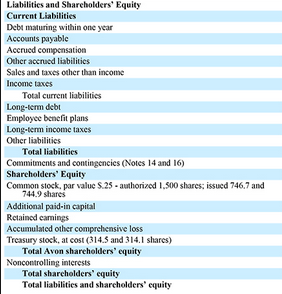 Liabilities and Shareholders' Equity
Current Liabilities
Debt maturing within one year
Accounts payable
Accrued compensation
Other accrued liabilities
Sales and taxes other than income
Income taxes
Total current liabilities
Long-term debt
Employee benefit plans
Long-term income taxes
Other liabilities
Total liabilities
Commitments and contingencies (Notes 14 and 16)
Shareholders' Equity
Common stock, par value $.25 - authorized 1,500 shares; issued 746.7 and
744.9 shares
Additional paid-in capital
Retained earnings
Accumulated other comprehensive loss
Treasury stock, at cost (314.5 and 314.1 shares)
Total Avon shareholders' equity
Noncontrolling interests
Total shareholders' equity
Total liabilities and shareholders' equity